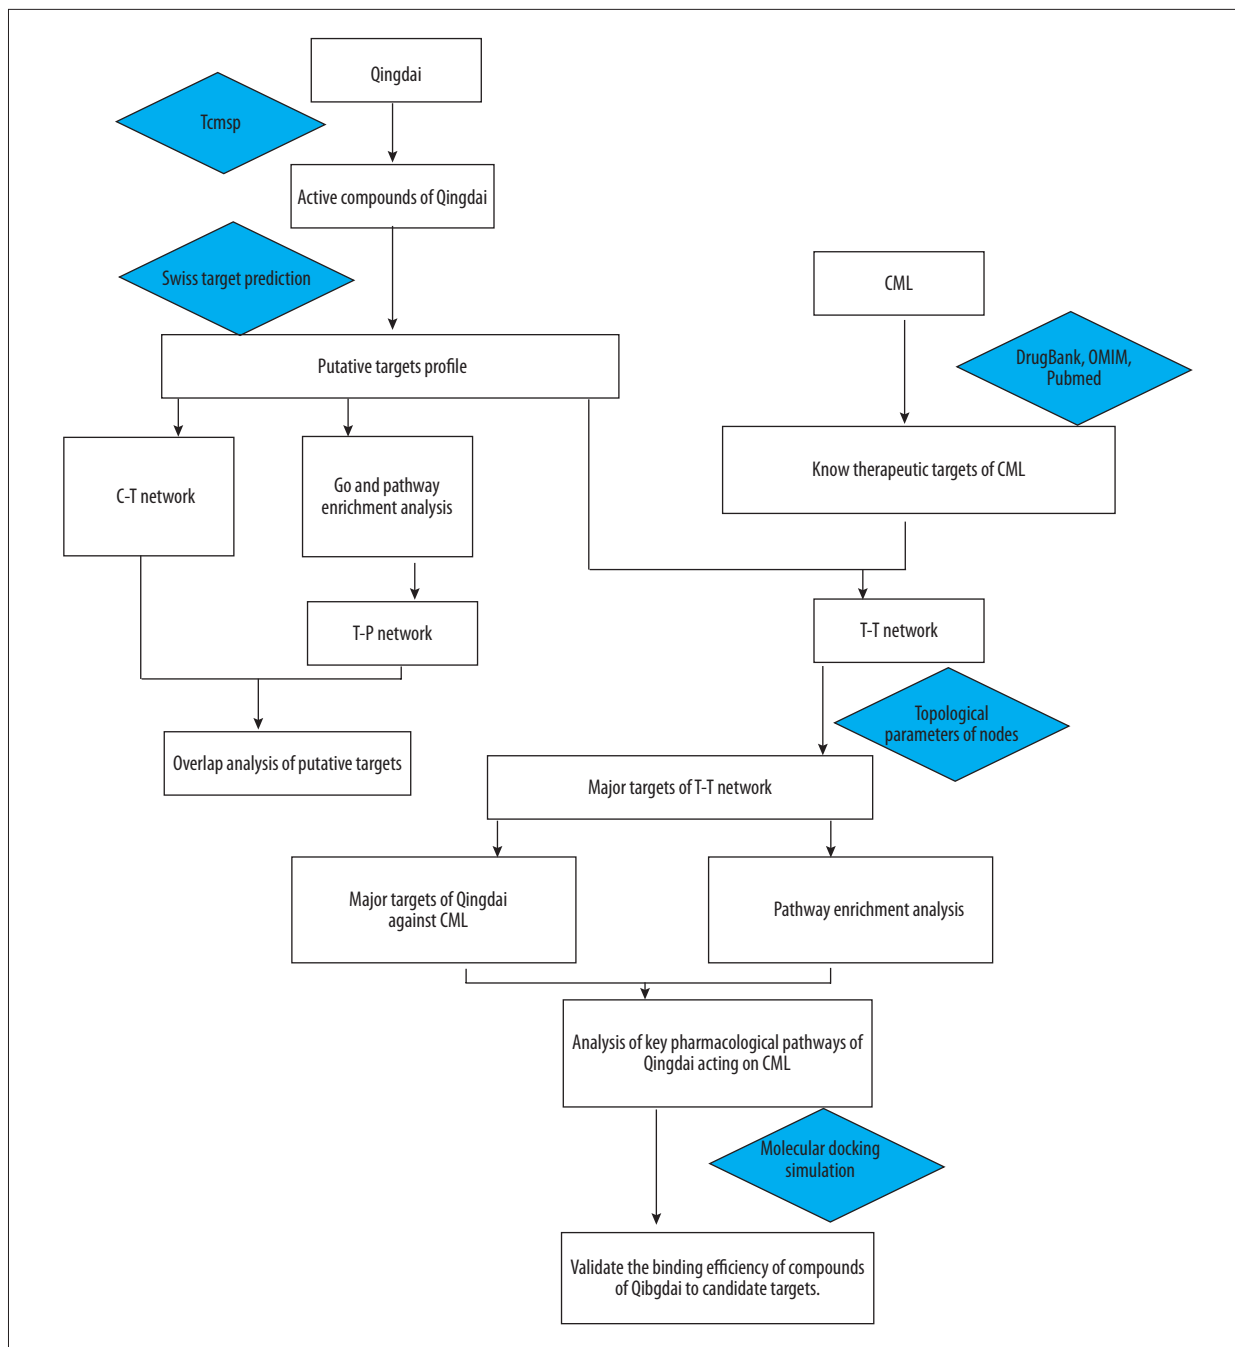 Qingdai
Tcmsp
Active compounds of Qingdai
Swiss target prediction
CML
Putative targets profile
DrugBank, OMIM,
Pubmed
C-T network
Go and pathway
enrichment analysis
Know therapeutic targets of CML
T-P network
T-T network
Topological
parameters of nodes
Overlap analysis of putative targets
Major targets of T-T network
Major targets of Qingdai
against CML
Pathway enrichment analysis
Analysis of key pharmacological pathways of
Qingdai acting on CML
Molecular docking
simulation
Validate the binding efficiency of compounds
of Qibgdai to candidate targets.